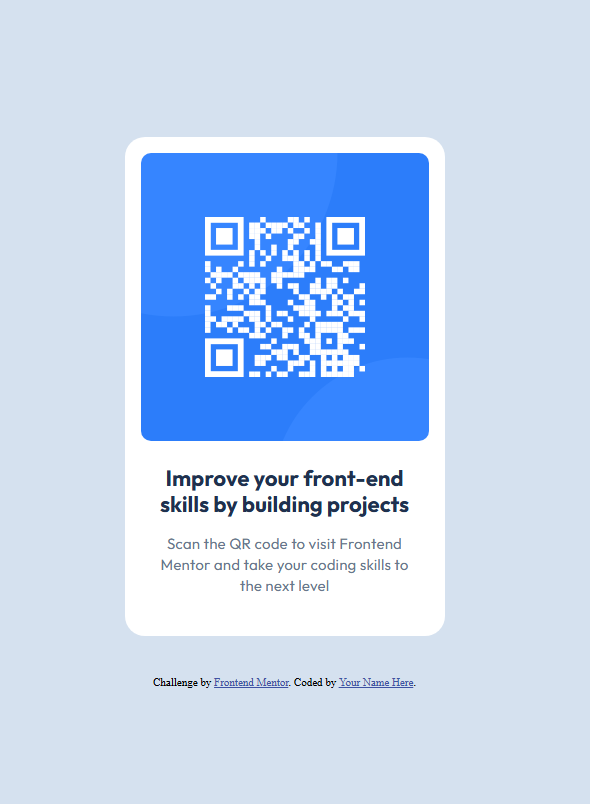 Improve your front-end
skills by building projects
Scan the QR code to visit Frontend
Mentor and take your coding skills to
the next level
Challenge by Frontend Mentor. Coded by Your Name Here.